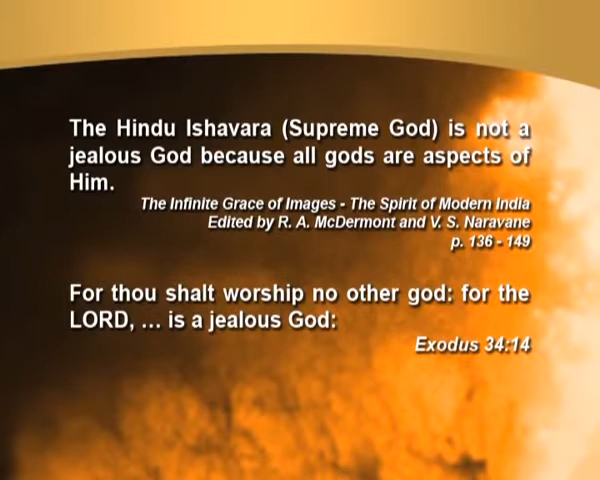 The Hindu Ishavara (Supreme God) is not a
jealous God because all gods are aspects of
Him.
The Infinite Grace of Images - The Spirit of Modern India
Edited by R. A. McDermont and V. S. Naravane
p. 136 - 149
For thou shalt worship no other god: for the
LORD, ... is a jealous God:
Exodus 34:14